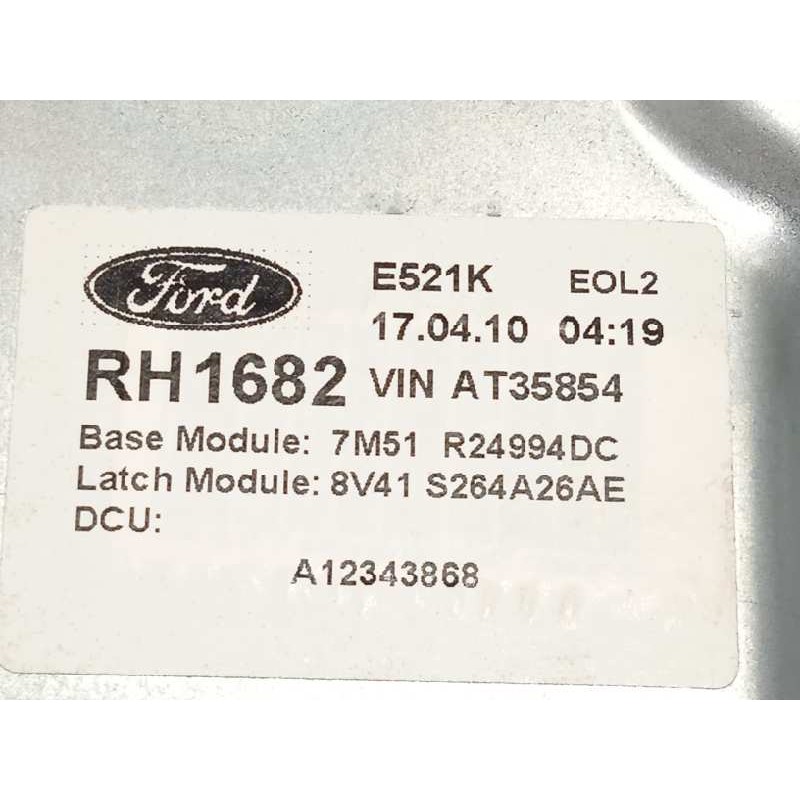 Ford E521K EOL2
17.04.10 04:19
RH1682 VIN AT35854
Base Module: 7M51 R24994DC
Latch Module: 8V41 S264A26AE
DCU:
A12343868